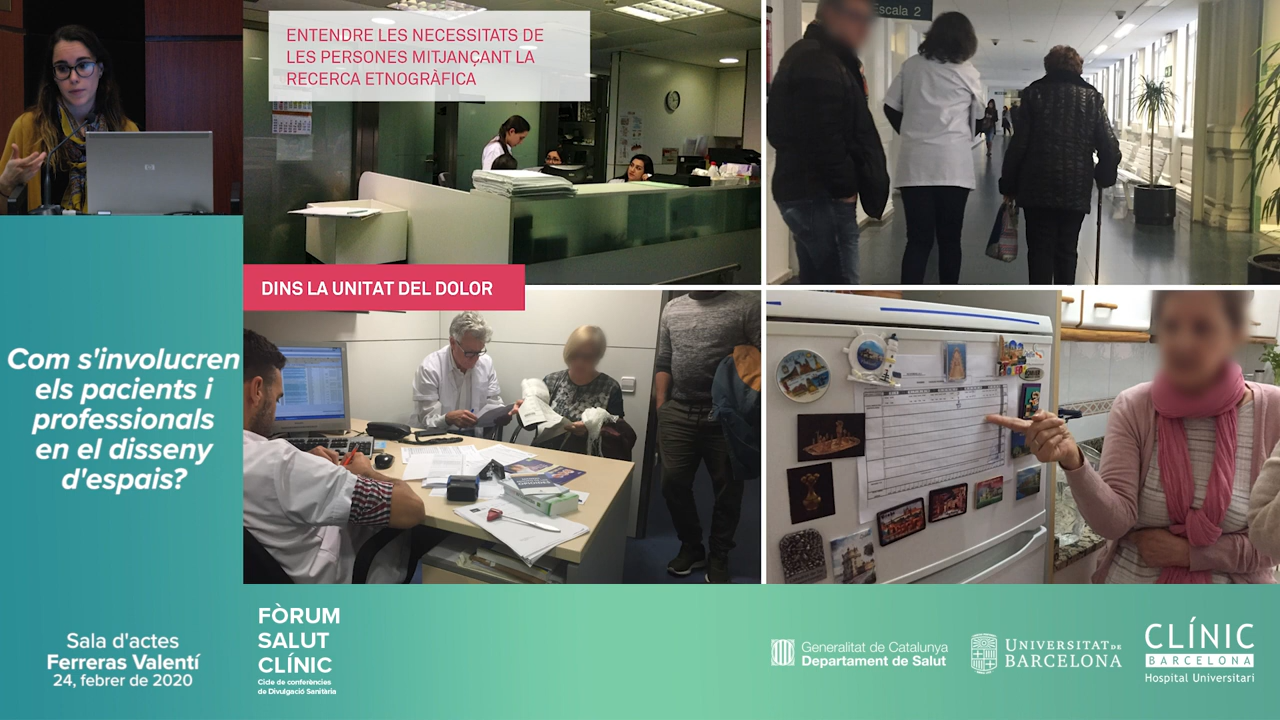 ENTENDRE LES NECESSITATS DE
LES PERSONES MITJANÇANT LA
RECERCA ETNOGRÀFICA
Escala 2
DINS LA UNITAT DEL DOLOR
Com s'involucren
els pacients i
professionals
en el disseny
d'espais?
Sala d'actes
Ferreras Valentí
24, febrer de 2020
FÒRUM
SALUT
CLÍNIC
Cicle de conferències
de Divulgació Sanitària
Generalitat de Catalunya
Departament de Salut
UNIVERSITAT DE
BARCELONA
CLÍNIC
BARCELONA
Hospital Universitari
hp